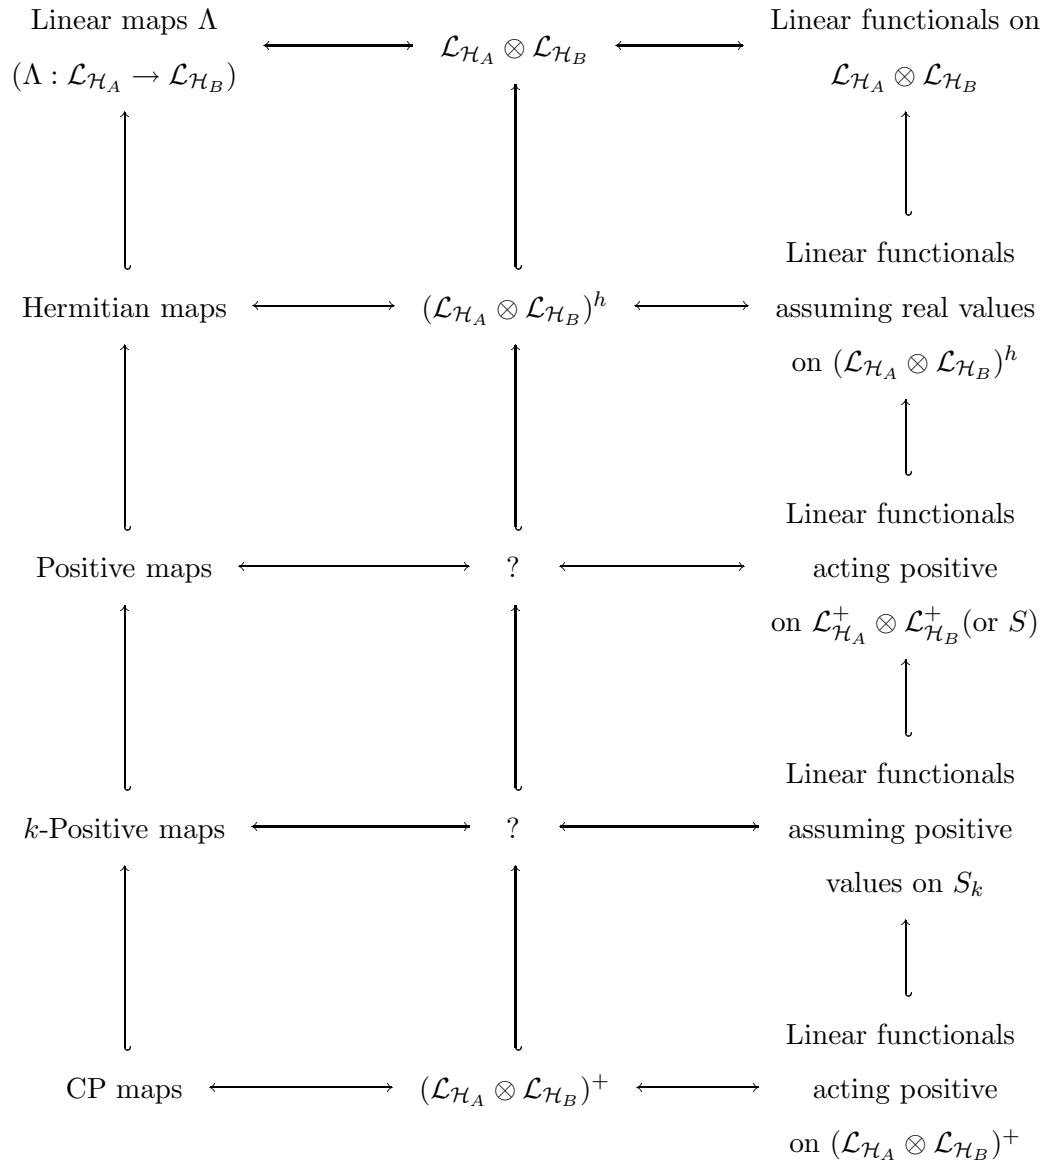 Linear maps Λ
(Λ : 𝓛_{𝓗_A} → 𝓛_{𝓗_B})
𝓛_{𝓗_A} ⊗ 𝓛_{𝓗_B}
Linear functionals on
𝓛_{𝓗_A} ⊗ 𝓛_{𝓗_B}
Hermitian maps
(𝓛_{𝓗_A} ⊗ 𝓛_{𝓗_B})^h
Linear functionals
assuming real values
on (𝓛_{𝓗_A} ⊗ 𝓛_{𝓗_B})^h
Positive maps
?
Linear functionals
acting positive
on 𝓛^+_{𝓗_A} ⊗ 𝓛^+_{𝓗_B}(or S)
k-Positive maps
?
Linear functionals
assuming positive
values on S_k
CP maps
(𝓛_{𝓗_A} ⊗ 𝓛_{𝓗_B})^+
Linear functionals
acting positive
on (𝓛_{𝓗_A} ⊗ 𝓛_{𝓗_B})^+